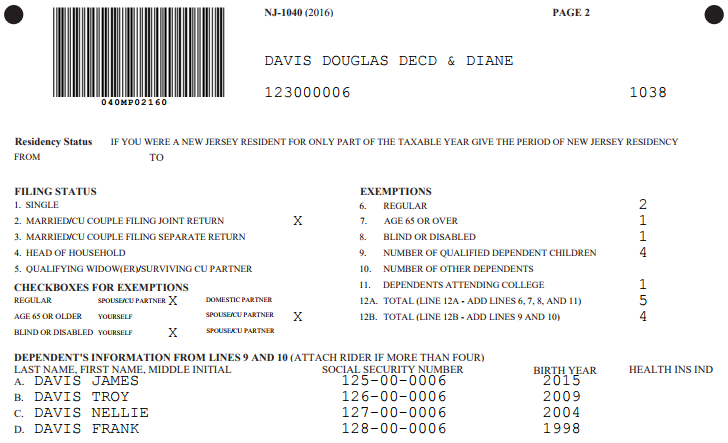 NJ-1040 (2016) PAGE 2
DAVIS DOUGLAS DECD & DIANE
040MP02160
123000006 1038
Residency Status IF YOU WERE A NEW JERSEY RESIDENT FOR ONLY PART OF THE TAXABLE YEAR GIVE THE PERIOD OF NEW JERSEY RESIDENCY
FROM TO
FILING STATUS
1. SINGLE
2. MARRIED/CU COUPLE FILING JOINT RETURN X
3. MARRIED/CU COUPLE FILING SEPARATE RETURN
4. HEAD OF HOUSEHOLD
5. QUALIFYING WIDOW(ER)/SURVIVING CU PARTNER
CHECKBOXES FOR EXEMPTIONS
REGULAR SPOUSE/CU PARTNER X DOMESTIC PARTNER
AGE 65 OR OLDER YOURSELF SPOUSE/CU PARTNER X
BLIND OR DISABLED YOURSELF X SPOUSE/CU PARTNER
EXEMPTIONS
6. REGULAR 2
7. AGE 65 OR OVER 1
8. BLIND OR DISABLED 1
9. NUMBER OF QUALIFIED DEPENDENT CHILDREN 4
10. NUMBER OF OTHER DEPENDENTS
11. DEPENDENTS ATTENDING COLLEGE 1
12A. TOTAL (LINE 12A - ADD LINES 6, 7, 8, AND 11) 5
12B. TOTAL (LINE 12B - ADD LINES 9 AND 10) 4
DEPENDENT'S INFORMATION FROM LINES 9 AND 10 (ATTACH RIDER IF MORE THAN FOUR)
LAST NAME, FIRST NAME, MIDDLE INITIAL SOCIAL SECURITY NUMBER BIRTH YEAR HEALTH INS IND
A. DAVIS JAMES 125-00-0006 2015
B. DAVIS TROY 126-00-0006 2009
C. DAVIS NELLIE 127-00-0006 2004
D. DAVIS FRANK 128-00-0006 1998